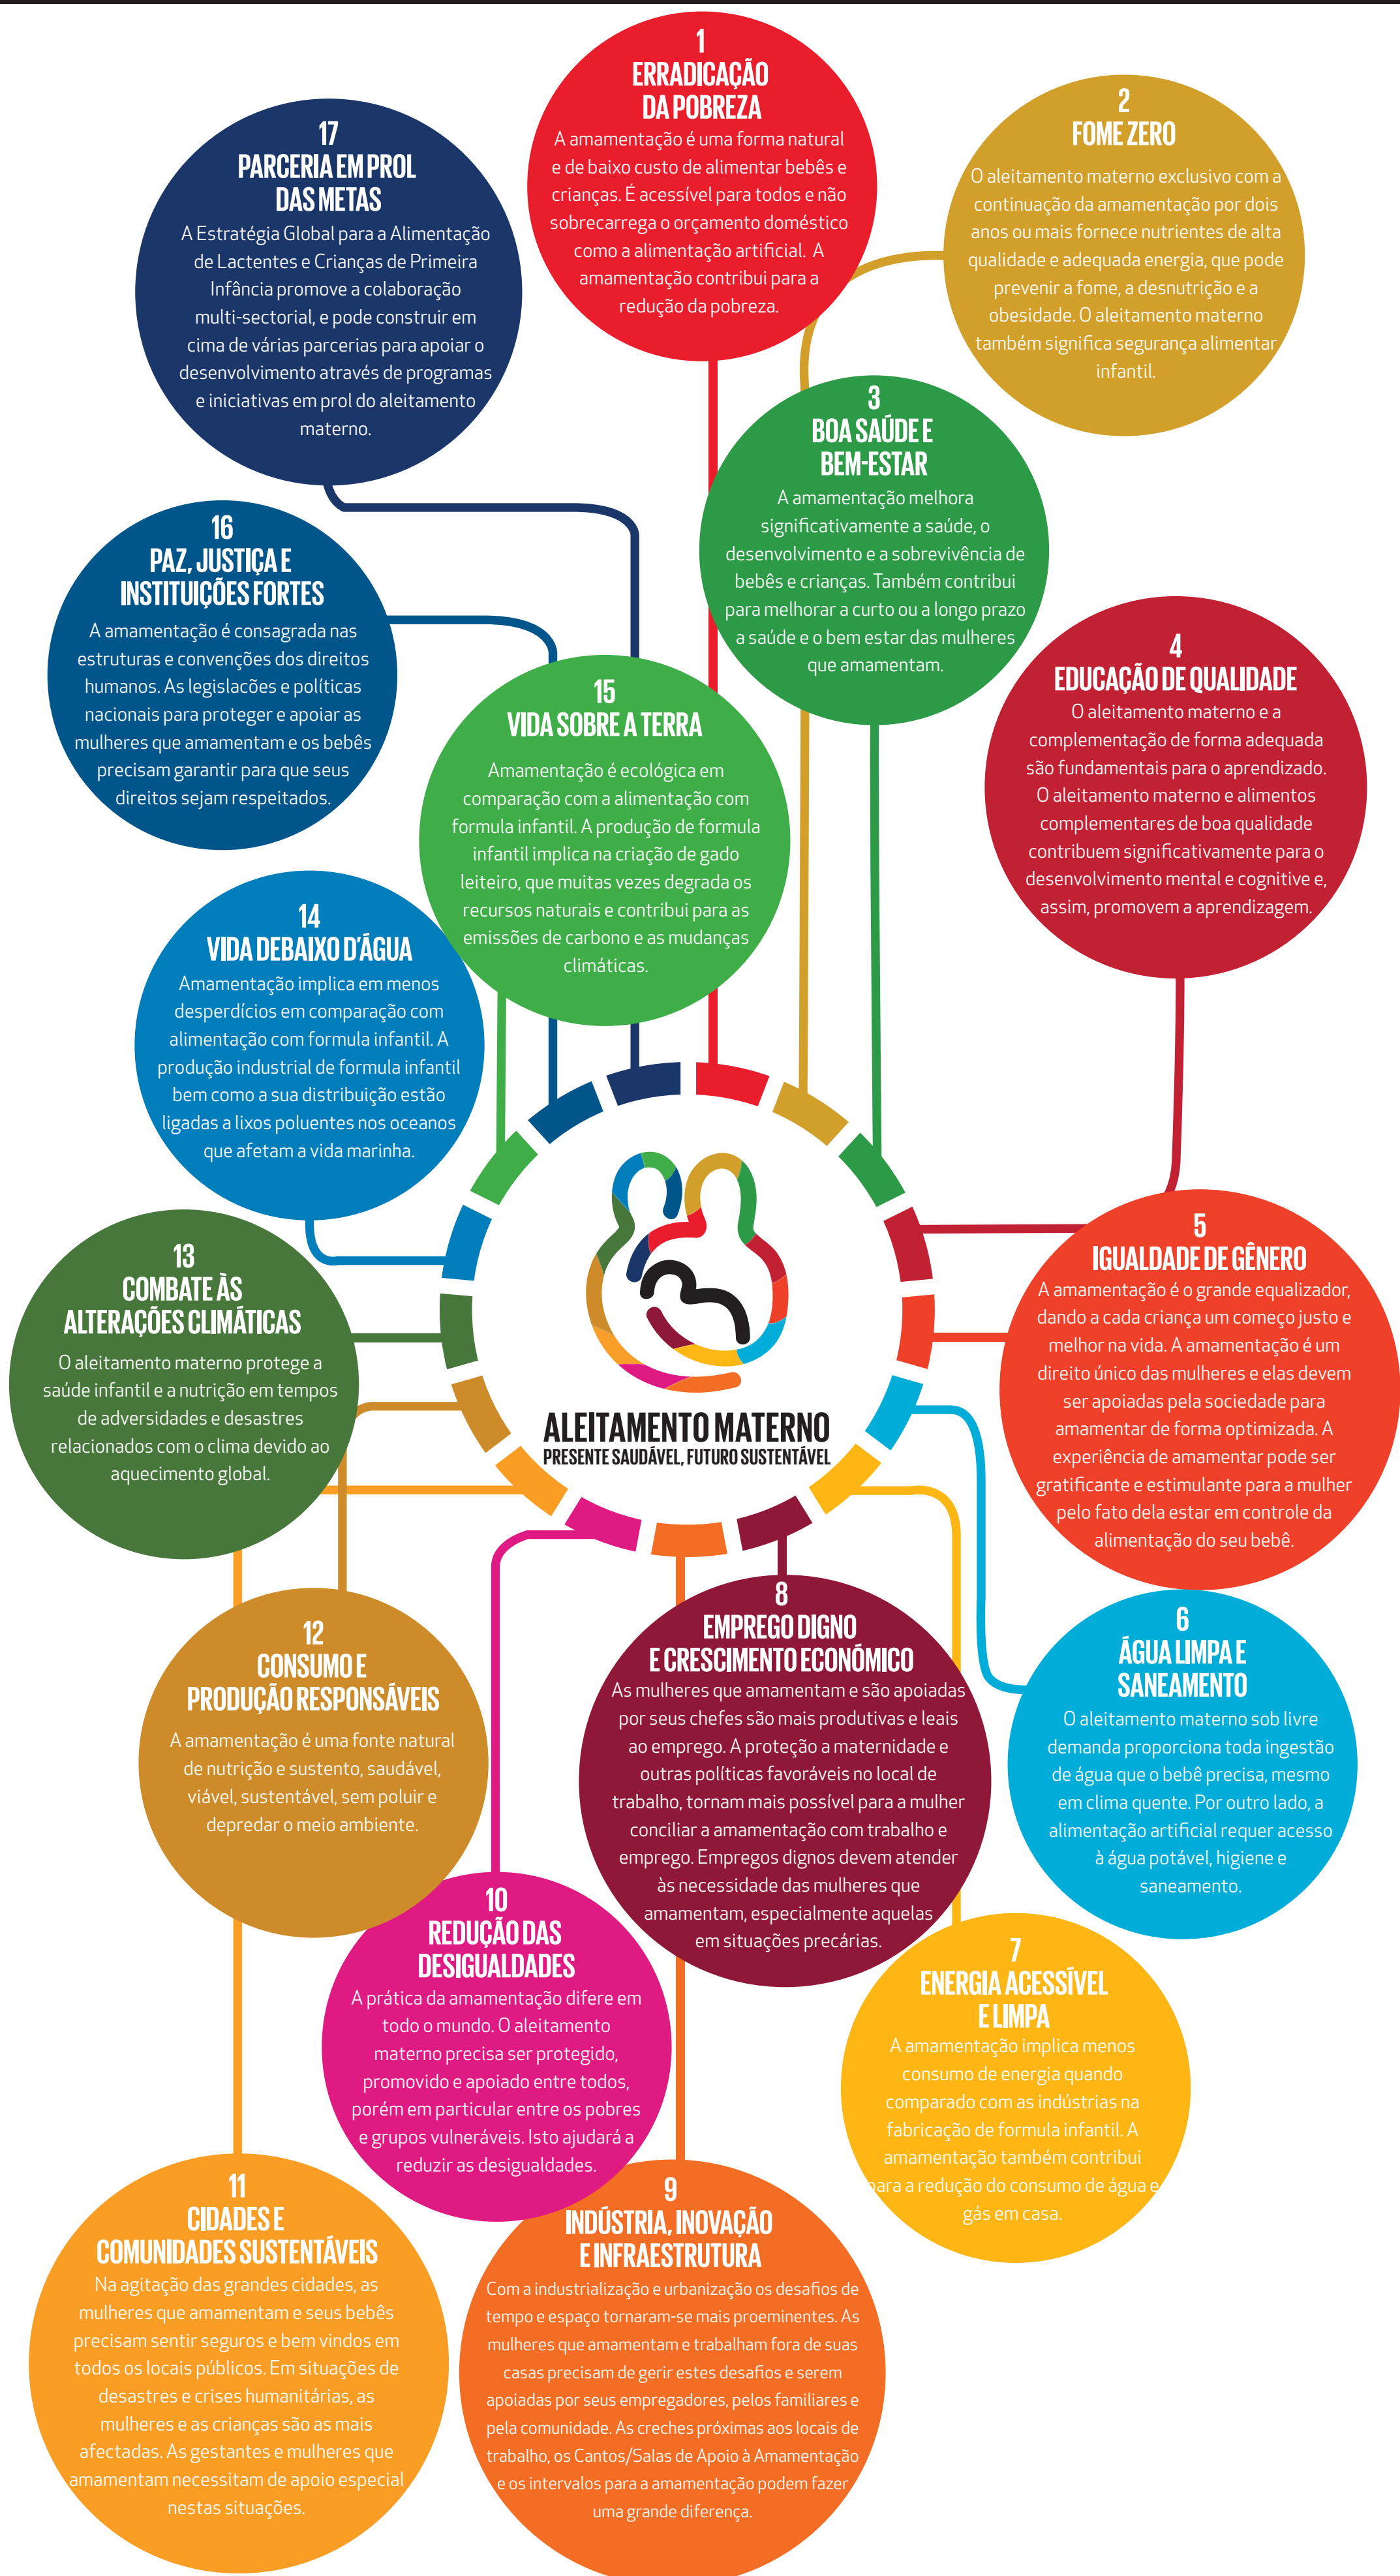 1
ERRADICAÇÃO
DA POBREZA
A amamentação é uma forma natural
e de baixo custo de alimentar bebês e
crianças. É acessível para todos e não
sobrecarrega o orçamento doméstico
como a alimentação artificial. A
amamentação contribui para a
redução da pobreza.
2
FOME ZERO
O aleitamento materno exclusivo com a
continuação da amamentação por dois
anos ou mais fornece nutrientes de alta
qualidade e adequada energia, que pode
prevenir a fome, a desnutrição e a
obesidade. O aleitamento materno
também significa segurança alimentar
infantil.
3
BOA SAÚDE E
BEM-ESTAR
A amamentação melhora
significativamente a saúde, o
desenvolvimento e a sobrevivência de
bebês e crianças. Também contribui
para melhorar a curto ou a longo prazo
a saúde e o bem estar das mulheres
que amamentam.
4
EDUCAÇÃO DE QUALIDADE
O aleitamento materno e a
complementação de forma adequada
são fundamentais para o aprendizado.
O aleitamento materno e alimentos
complementares de boa qualidade
contribuem significativamente para o
desenvolvimento mental e cognitive e,
assim, promovem a aprendizagem.
5
IGUALDADE DE GÊNERO
A amamentação é o grande equalizador,
dando a cada criança um começo justo e
melhor na vida. A amamentação é um
direito único das mulheres e elas devem
ser apoiadas pela sociedade para
amamentar de forma optimizada. A
experiência de amamentar pode ser
gratificante e estimulante para a mulher
pelo fato dela estar em controle da
alimentação do seu bebê.
6
ÁGUA LIMPA E
SANEAMENTO
O aleitamento materno sob livre
demanda proporciona toda ingestão
de água que o bebê precisa, mesmo
em clima quente. Por outro lado, a
alimentação artificial requer acesso
à água potável, higiene e
saneamento.
7
ENERGIA ACESSÍVEL
E LIMPA
A amamentação implica menos
consumo de energia quando
comparado com as indústrias na
fabricação de formula infantil. A
amamentação também contribui
para a redução do consumo de água e
gás em casa.
8
EMPREGO DIGNO
E CRESCIMENTO ECONÓMICO
As mulheres que amamentam e são apoiadas
por seus chefes são mais produtivas e leais
ao emprego. A proteção a maternidade e
outras políticas favoráveis no local de
trabalho, tornam mais possível para a mulher
conciliar a amamentação com trabalho e
emprego. Empregos dignos devem atender
às necessidade das mulheres que
amamentam, especialmente aquelas
em situações precárias.
9
INDÚSTRIA, INOVAÇÃO
E INFRAESTRUTURA
Com a industrialização e urbanização os desafios de
tempo e espaço tornaram-se mais proeminentes. As
mulheres que amamentam e trabalham fora de suas
casas precisam de gerir estes desafios e serem
apoiadas por seus empregadores, pelos familiares e
pela comunidade. As creches próximas aos locais de
trabalho, os Cantos/Salas de Apoio à Amamentação
e os intervalos para a amamentação podem fazer
uma grande diferença.
10
REDUÇÃO DAS
DESIGUALDADES
A prática da amamentação difere em
todo o mundo. O aleitamento
materno precisa ser protegido,
promovido e apoiado entre todos,
porém em particular entre os pobres
e grupos vulneráveis. Isto ajudará a
reduzir as desigualdades.
11
CIDADES E
COMUNIDADES SUSTENTÁVEIS
Na agitação das grandes cidades, as
mulheres que amamentam e seus bebês
precisam sentir seguros e bem vindos em
todos os locais públicos. Em situações de
desastres e crises humanitárias, as
mulheres e as crianças são as mais
afectadas. As gestantes e mulheres que
amamentam necessitam de apoio especial
nestas situações.
12
CONSUMO E
PRODUÇÃO RESPONSÁVEIS
A amamentação é uma fonte natural
de nutrição e sustento, saudável,
viável, sustentável, sem poluir e
depredar o meio ambiente.
13
COMBATE ÀS
ALTERAÇÕES CLIMÁTICAS
O aleitamento materno protege a
saúde infantil e a nutrição em tempos
de adversidades e desastres
relacionados com o clima devido ao
aquecimento global.
14
VIDA DEBAIXO D'ÁGUA
Amamentação implica em menos
desperdícios em comparação com
alimentação com formula infantil. A
produção industrial de formula infantil
bem como a sua distribuição estão
ligadas a lixos poluentes nos oceanos
que afetam a vida marinha.
15
VIDA SOBRE A TERRA
Amamentação é ecológica em
comparação com a alimentação com
formula infantil. A produção de formula
infantil implica na criação de gado
leiteiro, que muitas vezes degrada os
recursos naturais e contribui para as
emissões de carbono e as mudanças
climáticas.
16
PAZ, JUSTIÇA E
INSTITUIÇÕES FORTES
A amamentação é consagrada nas
estruturas e convenções dos direitos
humanos. As legislacões e políticas
nacionais para proteger e apoiar as
mulheres que amamentam e os bebês
precisam garantir para que seus
direitos sejam respeitados.
17
PARCERIA EM PROL
DAS METAS
A Estratégia Global para a Alimentação
de Lactentes e Crianças de Primeira
Infância promove a colaboração
multi-sectorial, e pode construir em
cima de várias parcerias para apoiar o
desenvolvimento através de programas
e iniciativas em prol do aleitamento
materno.
ALEITAMENTO MATERNO
PRESENTE SAUDÁVEL, FUTURO SUSTENTÁVEL